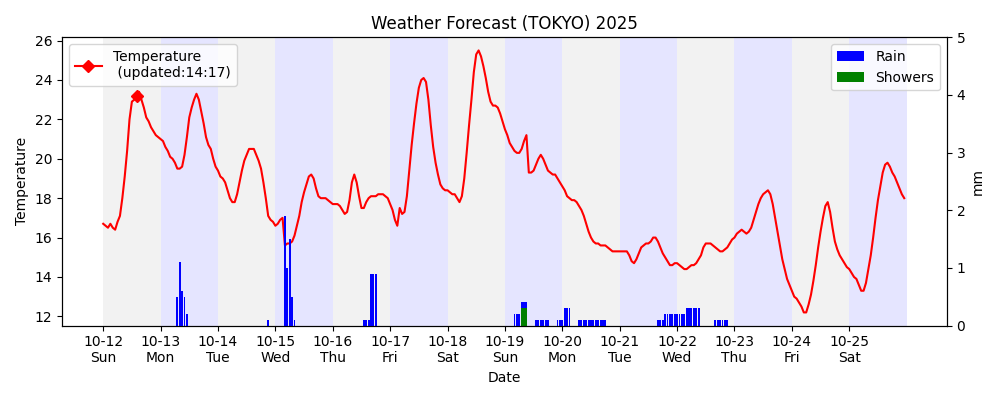 Weather Forecast (TOKYO) 2025
Temperature
(updated:14:17)
Rain
Showers
Temperature
26
24
22
20
18
16
14
12
5
4
3
2
1
0
mm
10-12 10-13 10-14 10-15 10-16 10-17 10-18 10-19 10-20 10-21 10-22 10-23 10-24 10-25
Sun Mon Tue Wed Thu Fri Sat Sun Mon Tue Wed Thu Fri Sat
Date